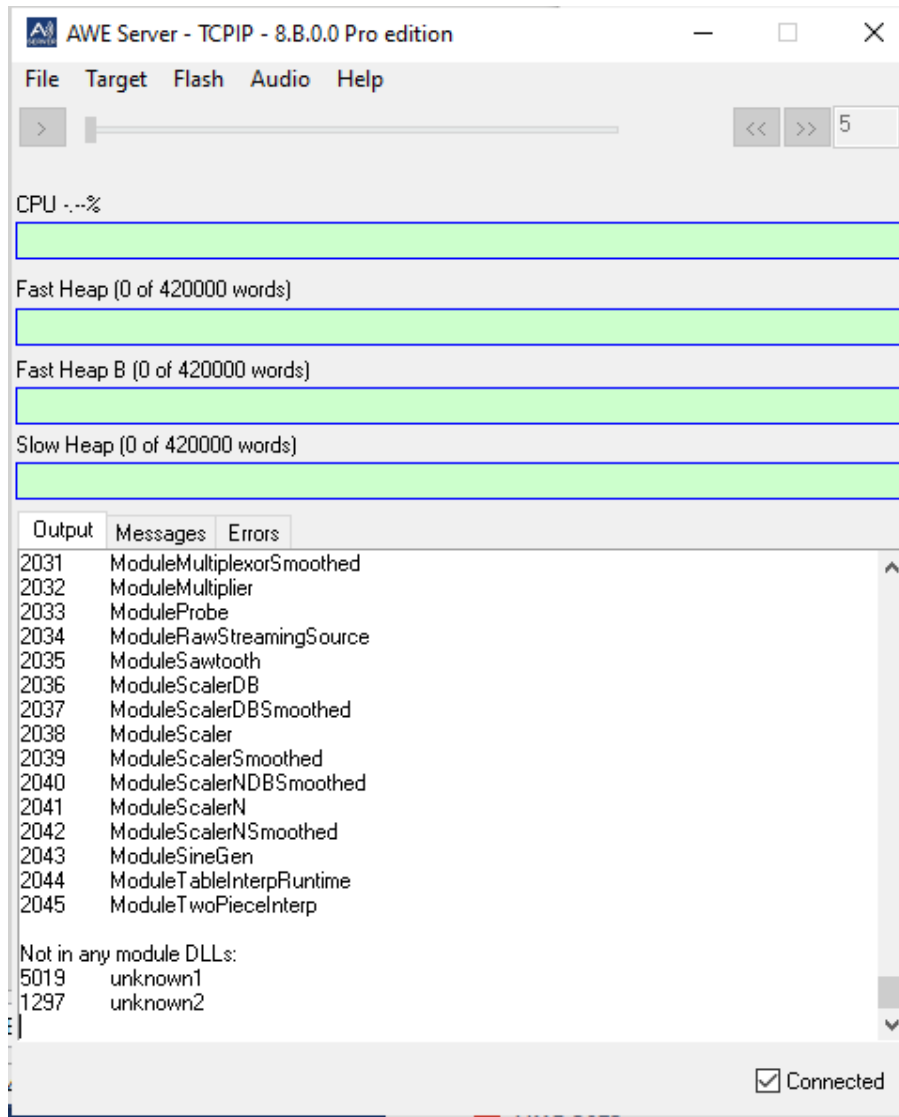 AWE Server - TCPIP - 8.B.0.0 Pro edition
File Target Flash Audio Help
> << >> 5
CPU -.--%
Fast Heap (0 of 420000 words)
Fast Heap B (0 of 420000 words)
Slow Heap (0 of 420000 words)
Output Messages Errors
2031 ModuleMultiplexorSmoothed
2032 ModuleMultiplier
2033 ModuleProbe
2034 ModuleRawStreamingSource
2035 ModuleSawtooth
2036 ModuleScalerDB
2037 ModuleScalerDBSmoothed
2038 ModuleScaler
2039 ModuleScalerSmoothed
2040 ModuleScalerNDBSmoothed
2041 ModuleScalerN
2042 ModuleScalerNSmoothed
2043 ModuleSineGen
2044 ModuleTableInterpRuntime
2045 ModuleTwoPieceInterp
Not in any module DLLs:
5019 unknown1
1297 unknown2
Connected